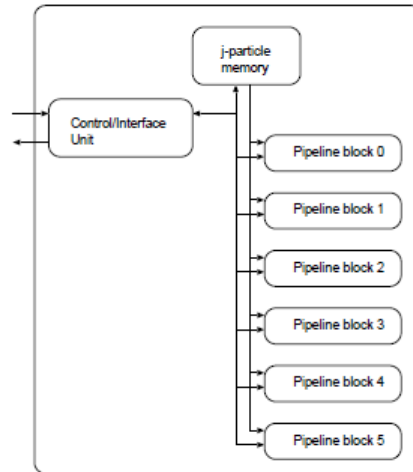 j-particle
memory
Control/Interface
Unit
Pipeline block 0
Pipeline block 1
Pipeline block 2
Pipeline block 3
Pipeline block 4
Pipeline block 5